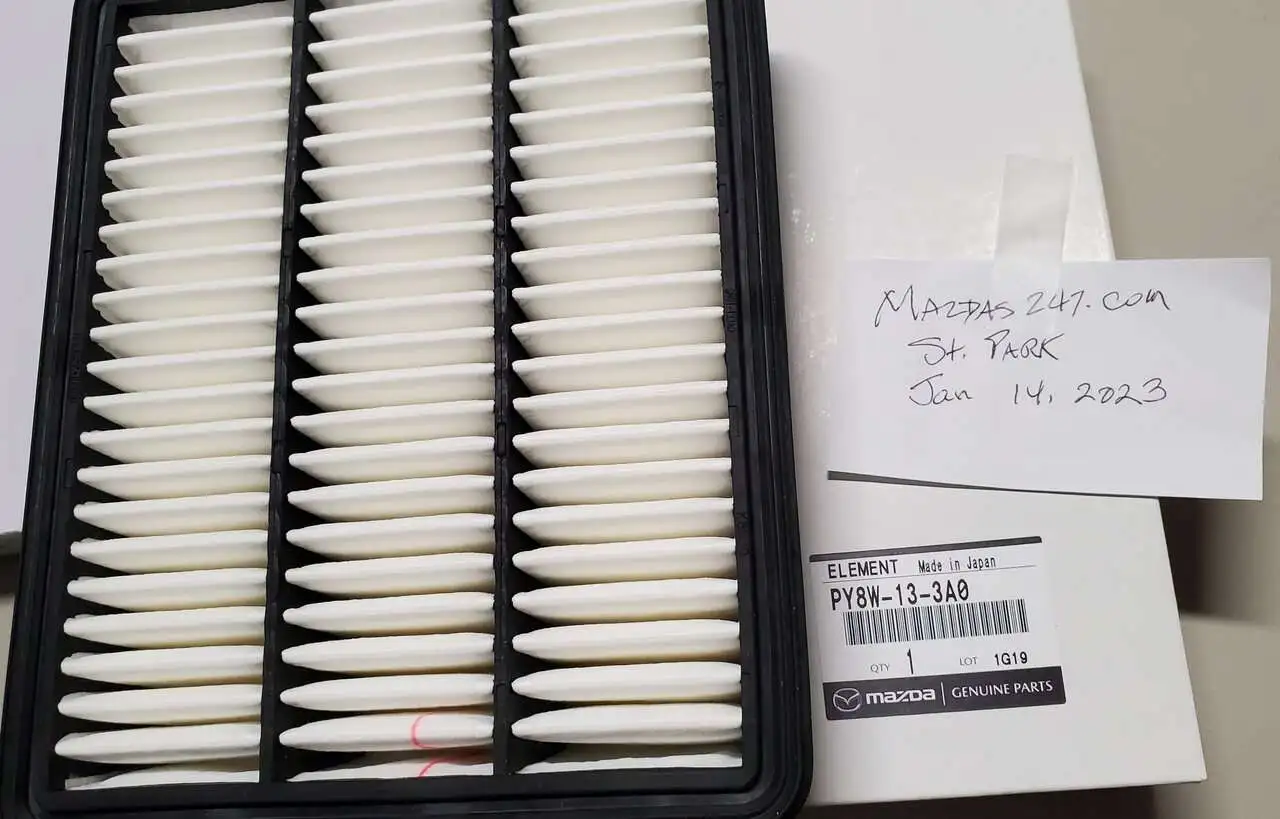 Mazdas247.com
St. Park
Jan 14, 2023
ELEMENT Made in Japan
PY8W-13-3A0
QTY 1 LOT 1G19
mazda GENUINE PARTS